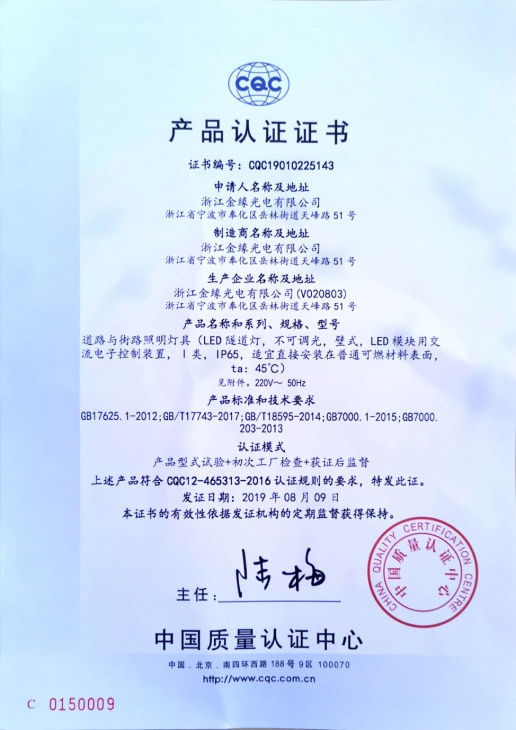 CQC
产品认证证书
证书编号: CQC19010225143
申请人名称及地址
浙江金缘光电有限公司
浙江省宁波市奉化区岳林街道天峰路 51 号
制造商名称及地址
浙江金缘光电有限公司
浙江省宁波市奉化区岳林街道天峰路 51 号
生产企业名称及地址
浙江金缘光电有限公司(V020803)
浙江省宁波市奉化区岳林街道天峰路 51 号
产品名称和系列、规格、型号
道路与街路照明灯具（LED 隧道灯, 不可调光, 壁式, LED 模块用交
流电子控制装置, Ⅰ类, IP65, 适宜直接安装在普通可燃材料表面,
ta: 45℃）
见附件。220V～ 50Hz
产品标准和技术要求
GB17625.1-2012;GB/T17743-2017;GB/T18595-2014;GB7000.1-2015;GB7000.
203-2013
认证模式
产品型式试验+初次工厂检查+获证后监督
上述产品符合 CQC12-465313-2016 认证规则的要求, 特发此证。
发证日期: 2019 年 08 月 09 日
本证书的有效性依据发证机构的定期监督获得保持。
CHINA QUALITY CERTIFICATION CENTRE
中国质量认证中心
主任: 陆梅
中国质量认证中心
中国．北京．南四环西路 188 号 9 区 100070
http://www.cqc.com.cn
C 0150009